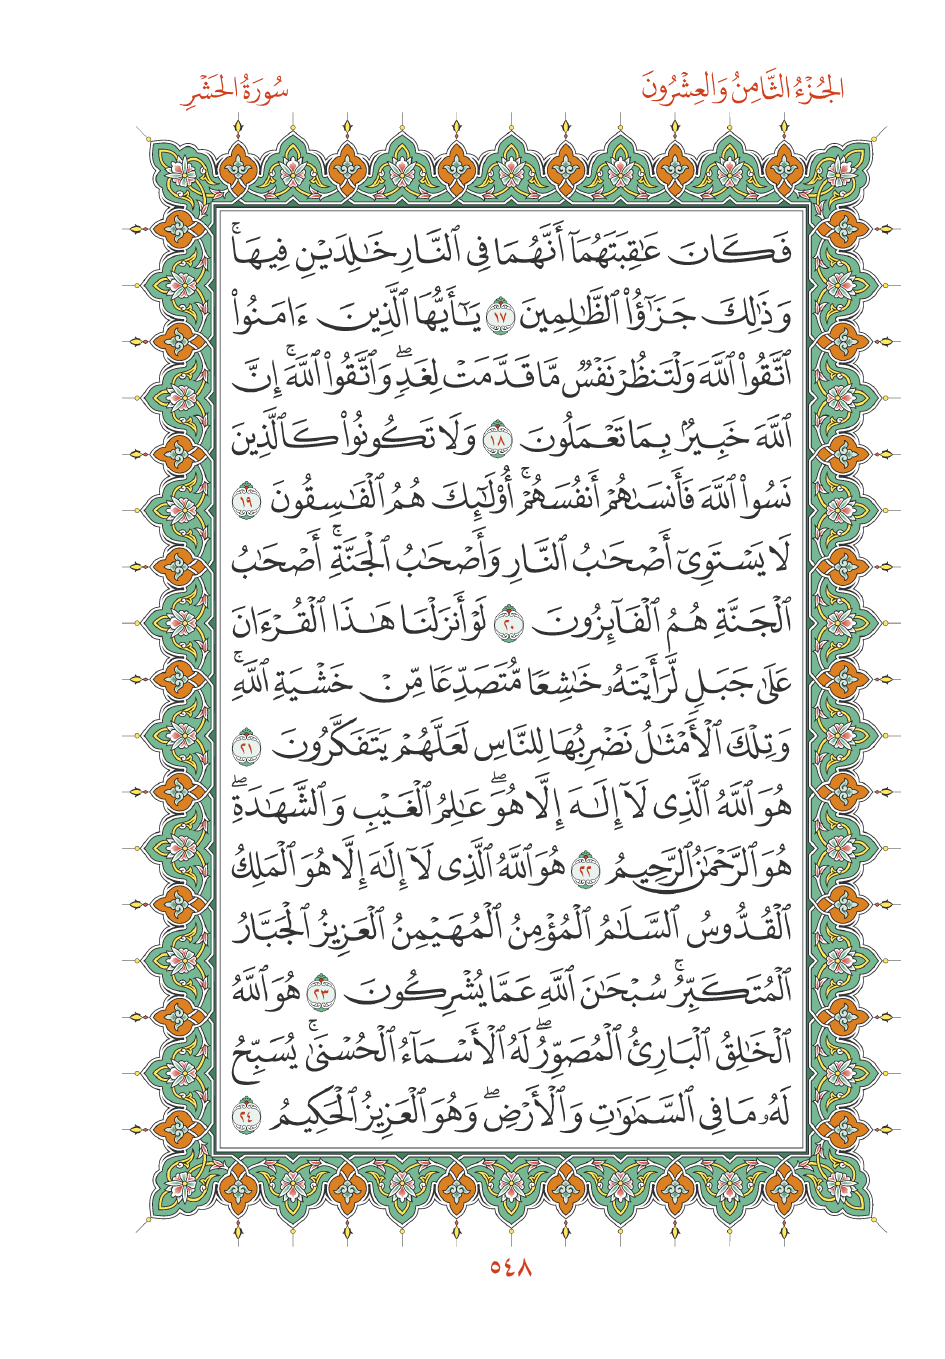 الجُزْءُ الثَّامِنُ وَالعِشْرُونَ
سُورَةُ الحَشْرِ
فَكَانَ عَٰقِبَتَهُمَآ أَنَّهُمَا فِى ٱلنَّارِ خَٰلِدَيْنِ فِيهَا ۚ
وَذَٰلِكَ جَزَٰٓؤُا۟ ٱلظَّٰلِمِينَ ١٧ يَٰٓأَيُّهَا ٱلَّذِينَ ءَامَنُوا۟
ٱتَّقُوا۟ ٱللَّهَ وَلْتَنظُرْ نَفْسٌ مَّا قَدَّمَتْ لِغَدٍ ۖ وَٱتَّقُوا۟ ٱللَّهَ ۚ إِنَّ
ٱللَّهَ خَبِيرٌۢ بِمَا تَعْمَلُونَ ١٨ وَلَا تَكُونُوا۟ كَٱلَّذِينَ
نَسُوا۟ ٱللَّهَ فَأَنسَىٰهُمْ أَنفُسَهُمْ ۚ أُو۟لَٰٓئِكَ هُمُ ٱلْفَٰسِقُونَ ١٩
لَا يَسْتَوِىٓ أَصْحَٰبُ ٱلنَّارِ وَأَصْحَٰبُ ٱلْجَنَّةِ ۚ أَصْحَٰبُ
ٱلْجَنَّةِ هُمُ ٱلْفَآئِزُونَ ٢٠ لَوْ أَنزَلْنَا هَٰذَا ٱلْقُرْءَانَ
عَلَىٰ جَبَلٍ لَّرَأَيْتَهُۥ خَٰشِعًا مُّتَصَدِّعًا مِّنْ خَشْيَةِ ٱللَّهِ ۚ
وَتِلْكَ ٱلْأَمْثَٰلُ نَضْرِبُهَا لِلنَّاسِ لَعَلَّهُمْ يَتَفَكَّرُونَ ٢١
هُوَ ٱللَّهُ ٱلَّذِى لَآ إِلَٰهَ إِلَّا هُوَ ۖ عَٰلِمُ ٱلْغَيْبِ وَٱلشَّهَٰدَةِ ۖ
هُوَ ٱلرَّحْمَٰنُ ٱلرَّحِيمُ ٢٢ هُوَ ٱللَّهُ ٱلَّذِى لَآ إِلَٰهَ إِلَّا هُوَ ٱلْمَلِكُ
ٱلْقُدُّوسُ ٱلسَّلَٰمُ ٱلْمُؤْمِنُ ٱلْمُهَيْمِنُ ٱلْعَزِيزُ ٱلْجَبَّارُ
ٱلْمُتَكَبِّرُ ۚ سُبْحَٰنَ ٱللَّهِ عَمَّا يُشْرِكُونَ ٢٣ هُوَ ٱللَّهُ
ٱلْخَٰلِقُ ٱلْبَارِئُ ٱلْمُصَوِّرُ ۖ لَهُ ٱلْأَسْمَآءُ ٱلْحُسْنَىٰ ۚ يُسَبِّحُ
لَهُۥ مَا فِى ٱلسَّمَٰوَٰتِ وَٱلْأَرْضِ ۖ وَهُوَ ٱلْعَزِيزُ ٱلْحَكِيمُ ٢٤
٥٤٨